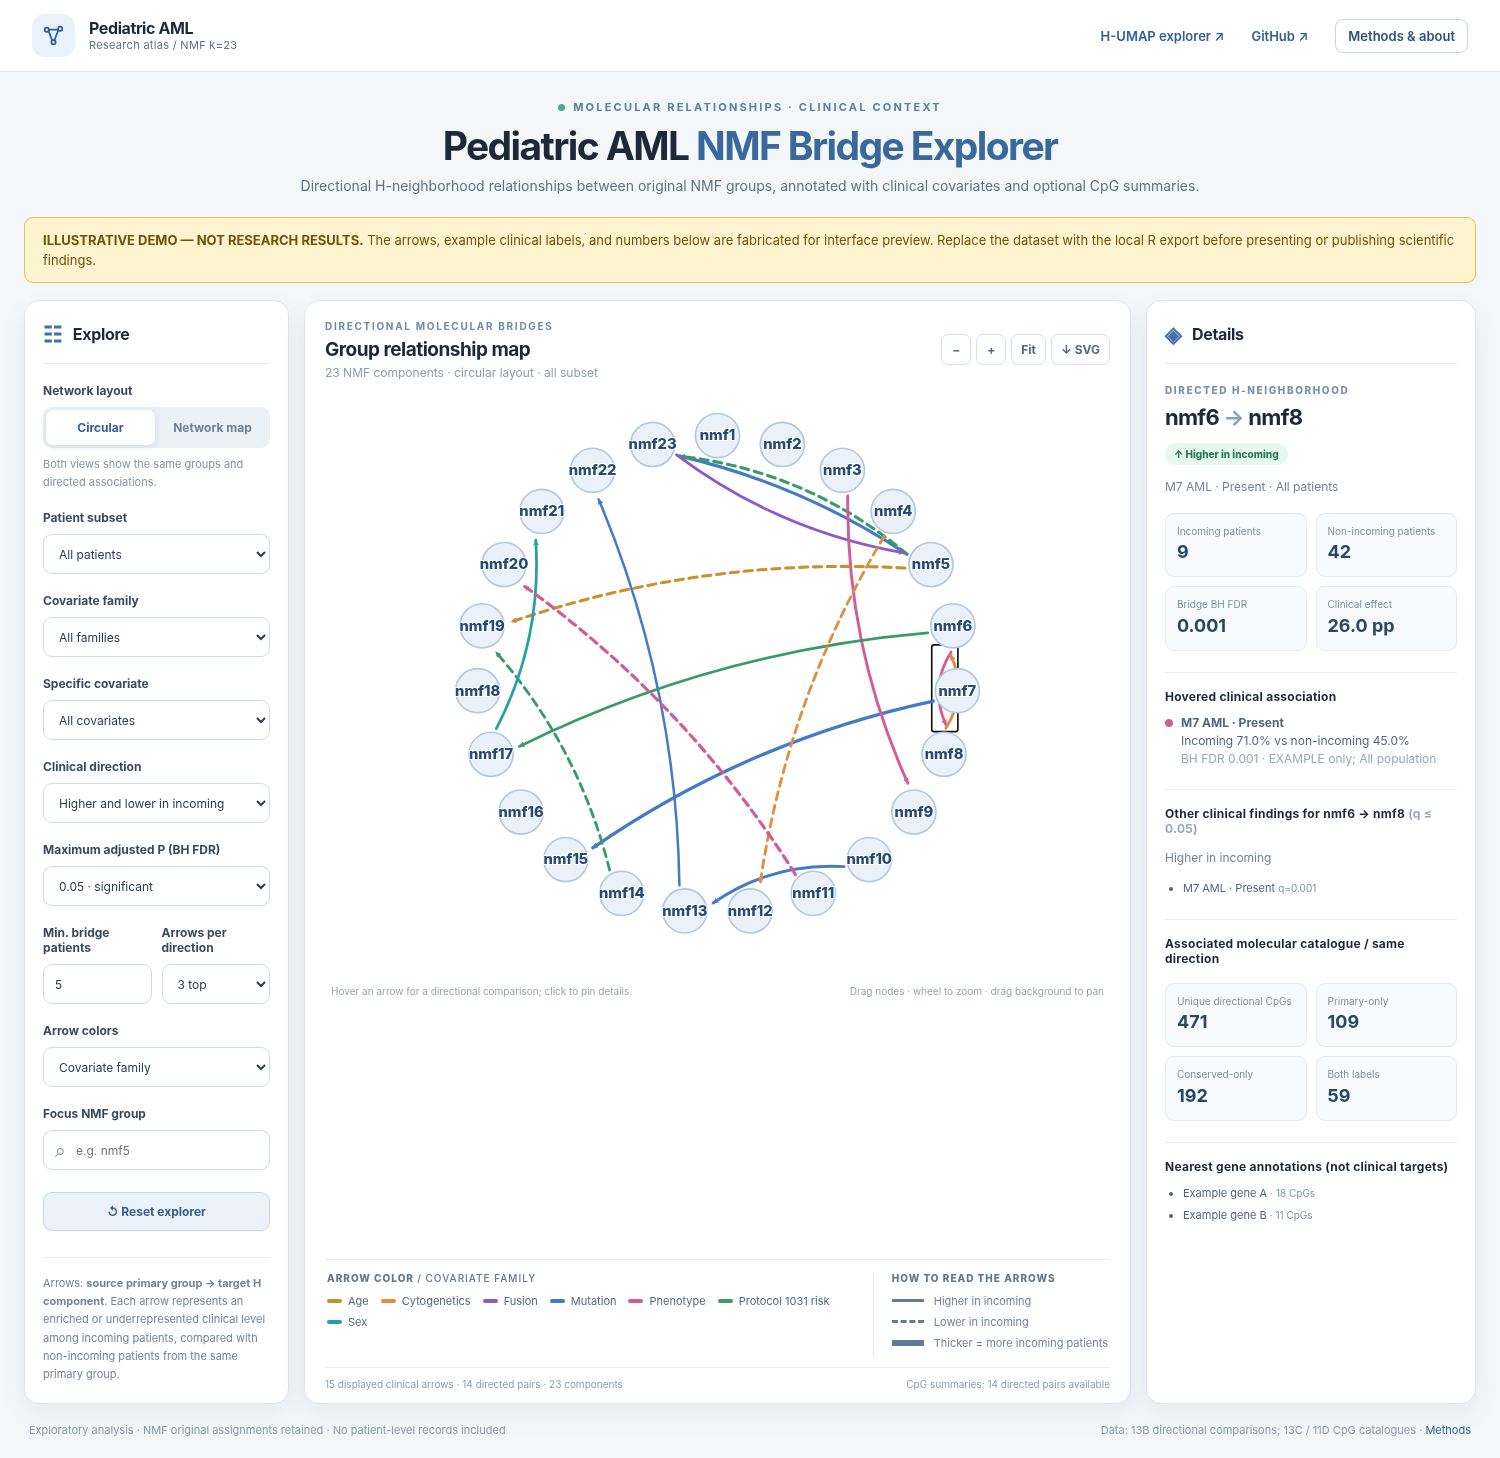 Pediatric AML
Research atlas / NMF k=23
H-UMAP explorer ↗
GitHub ↗
Methods & about
MOLECULAR RELATIONSHIPS · CLINICAL CONTEXT
Pediatric AML NMF Bridge Explorer
Directional H-neighborhood relationships between original NMF groups, annotated with clinical covariates and optional CpG summaries.
ILLUSTRATIVE DEMO — NOT RESEARCH RESULTS. The arrows, example clinical labels, and numbers below are fabricated for interface preview. Replace the dataset with the local R export before presenting or publishing scientific
findings.
Explore
Network layout
Circular
Network map
Both views show the same groups and
directed associations.
Patient subset
All patients
Covariate family
All families
Specific covariate
All covariates
Clinical direction
Higher and lower in incoming
Maximum adjusted P (BH FDR)
0.05 · significant
Min. bridge
patients
Arrows per
direction
5
3 top
Arrow colors
Covariate family
Focus NMF group
e.g. nmf5
↺ Reset explorer
Arrows: source primary group → target H
component. Each arrow represents an
enriched or underrepresented clinical level
among incoming patients, compared with
non-incoming patients from the same
primary group.
DIRECTIONAL MOLECULAR BRIDGES
Group relationship map
23 NMF components · circular layout · all subset
−
+
Fit
↓ SVG
nmf1
nmf2
nmf3
nmf4
nmf5
nmf6
nmf7
nmf8
nmf9
nmf10
nmf11
nmf12
nmf13
nmf14
nmf15
nmf16
nmf17
nmf18
nmf19
nmf20
nmf21
nmf22
nmf23
Hover an arrow for a directional comparison; click to pin details.
Drag nodes · wheel to zoom · drag background to pan
ARROW COLOR / COVARIATE FAMILY
Age
Cytogenetics
Fusion
Mutation
Phenotype
Protocol 1031 risk
Sex
HOW TO READ THE ARROWS
Higher in incoming
Lower in incoming
Thicker = more incoming patients
15 displayed clinical arrows · 14 directed pairs · 23 components
CpG summaries: 14 directed pairs available
Details
DIRECTED H-NEIGHBORHOOD
nmf6 → nmf8
↑ Higher in incoming
M7 AML · Present · All patients
Incoming patients
9
Non-incoming patients
42
Bridge BH FDR
0.001
Clinical effect
26.0 pp
Hovered clinical association
M7 AML · Present
Incoming 71.0% vs non-incoming 45.0%
BH FDR 0.001 · EXAMPLE only; All population
Other clinical findings for nmf6 → nmf8 (q ≤
0.05)
Higher in incoming
• M7 AML · Present q=0.001
Associated molecular catalogue / same
direction
Unique directional CpGs
471
Primary-only
109
Conserved-only
192
Both labels
59
Nearest gene annotations (not clinical targets)
• Example gene A · 18 CpGs
• Example gene B · 11 CpGs
Exploratory analysis · NMF original assignments retained · No patient-level records included
Data: 13B directional comparisons; 13C / 11D CpG catalogues · Methods